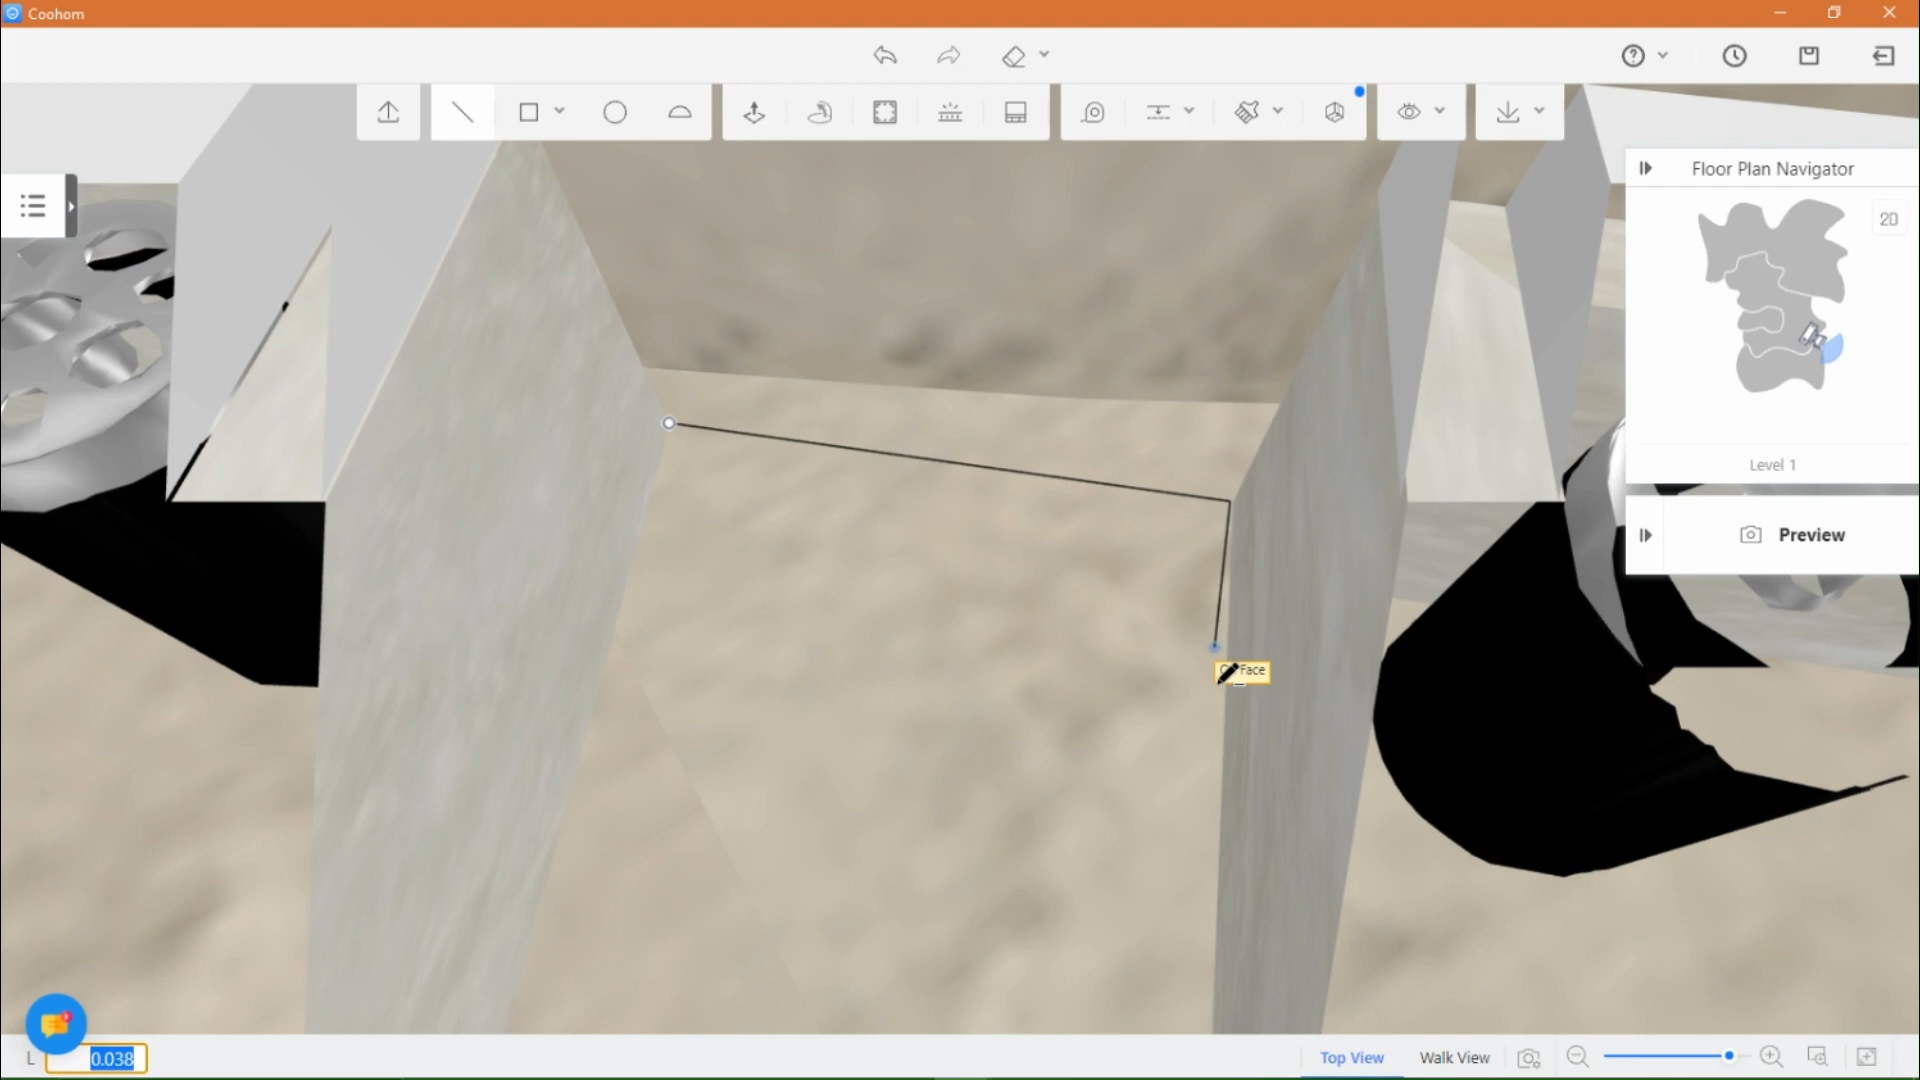 Coohom
Floor Plan Navigator
2D
Level 1
Preview
Face
L
0.038
Top View
Walk View